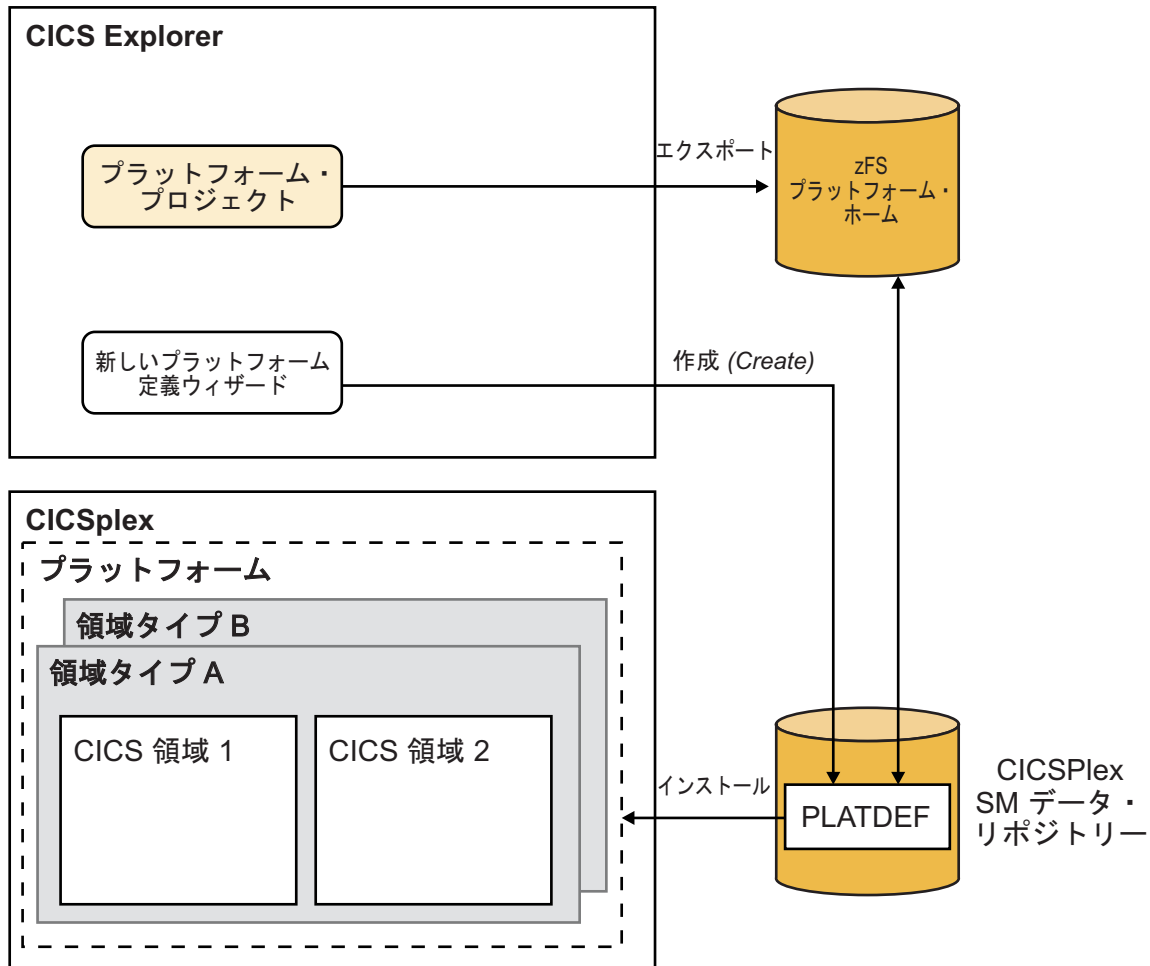 CICS Explorer
プラットフォーム・
プロジェクト
エクスポート
zFS
プラットフォーム・
ホーム
新しいプラットフォーム
定義ウィザード
作成 (Create)
CICSplex
プラットフォーム
領域タイプ B
領域タイプ A
CICS 領域 1
CICS 領域 2
インストール
PLATDEF
CICSPlex
SM データ・
リポジトリー